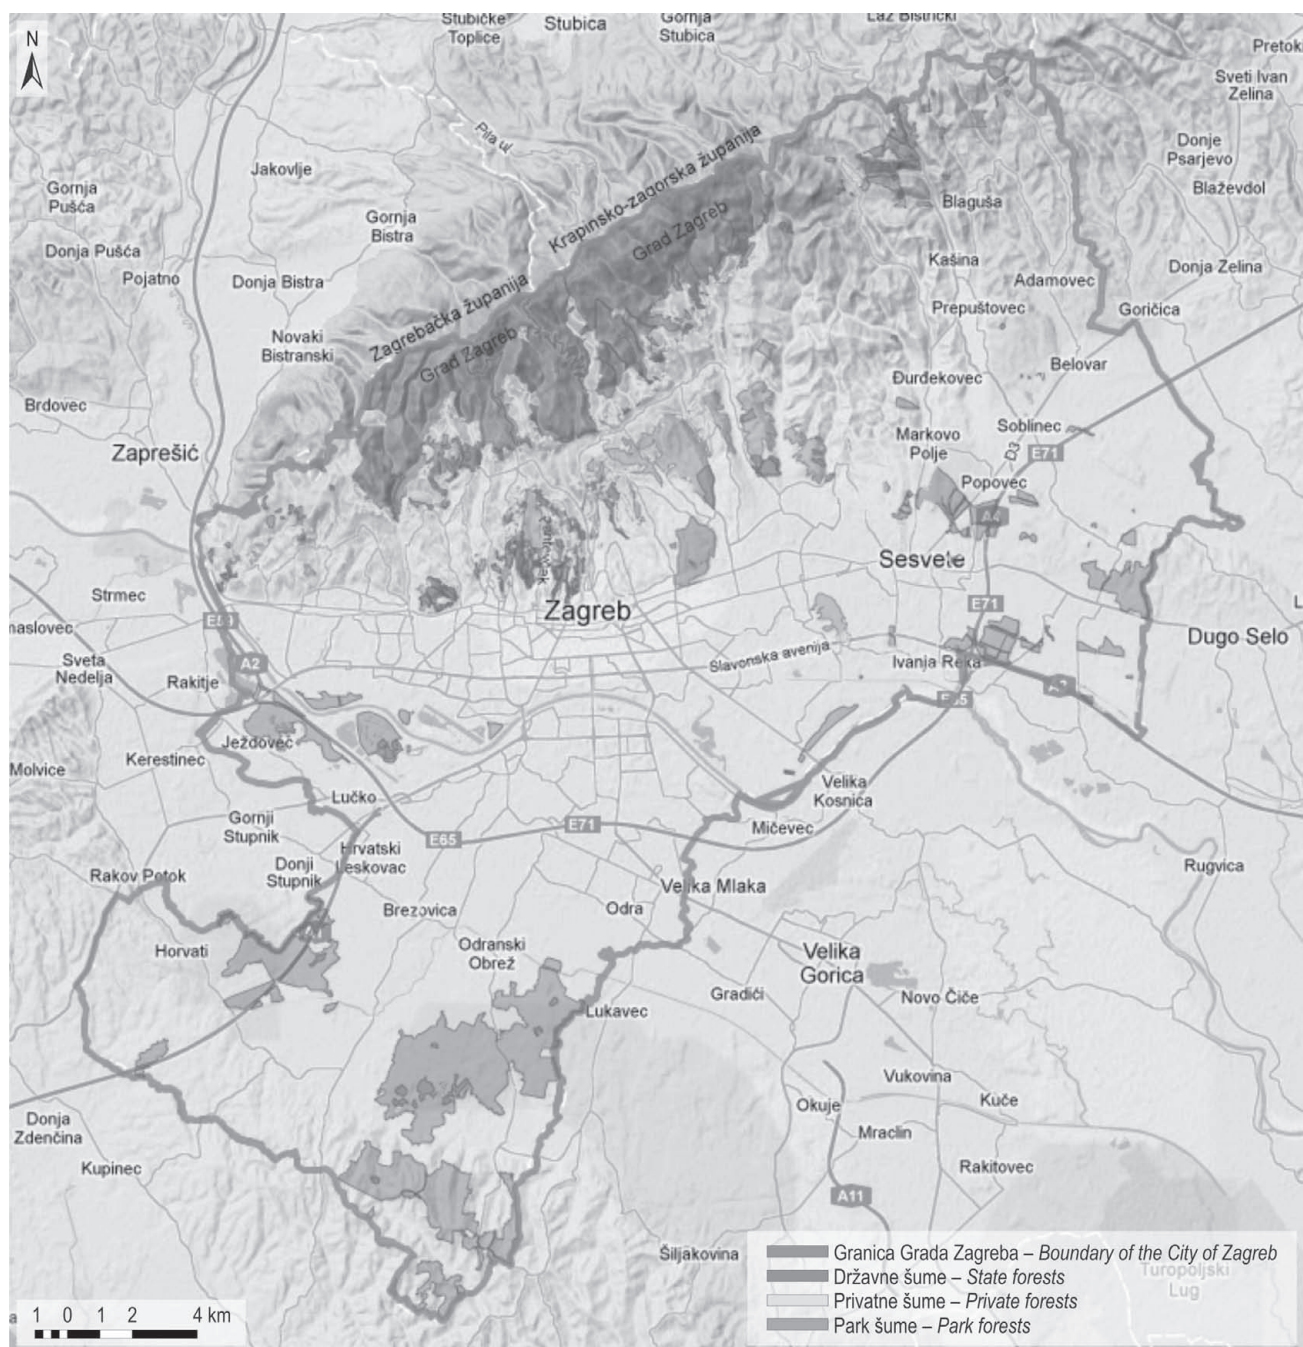 N
Stubičke
Toplice
Stubica
Gornja
Stubica
Laz Bistrički
Sveti Ivan
Zelina
Pila ul.
Donje
Psarjevo
Jakovlje
Krapinsko-zagorska županija
Gornja
Pušća
Blaževdol
Blaguša
Gornja
Bistra
Grad Zagreb
Donja Pušća
Kašina
Donja Zelina
Pojatno
Donja Bistra
Adamovec
Zagrebačka županija
Prepuštovec
Goričica
Novaki
Bistranski
Grad Zagreb
Belovar
Đurđekovec
Brdovec
Soblinec
Markovo
Polje
D3
E71
Zaprešić
Popovec
A4
Pantovčak
Sesvete
Strmec
Zagreb
E71
Dugo Selo
Slavonska avenija
Ivanja Reka
A2
Sveta
Nedelja
Rakitje
E65
Ježdovec
Kerestinec
Molvice
Velika
Kosnica
Lučko
Gornji
Stupnik
E71
Mičevec
E65
Hrvatski
Leskovac
Donji
Stupnik
Rugvica
Rakov Potok
Velika Mlaka
Brezovica
Odra
Horvati
Odranski
Obrež
Velika
Gorica
Gradići
Novo Čiče
Lukavec
Vukovina
Kuče
Okuje
Donja
Zdenčina
Mraclin
Kupinec
Rakitovec
A11
Šiljakovina
Granica Grada Zagreba – Boundary of the City of Zagreb
Državne šume – State forests
Turopoljski
Lug
Privatne šume – Private forests
Park šume – Park forests
1 0 1 2 4 km